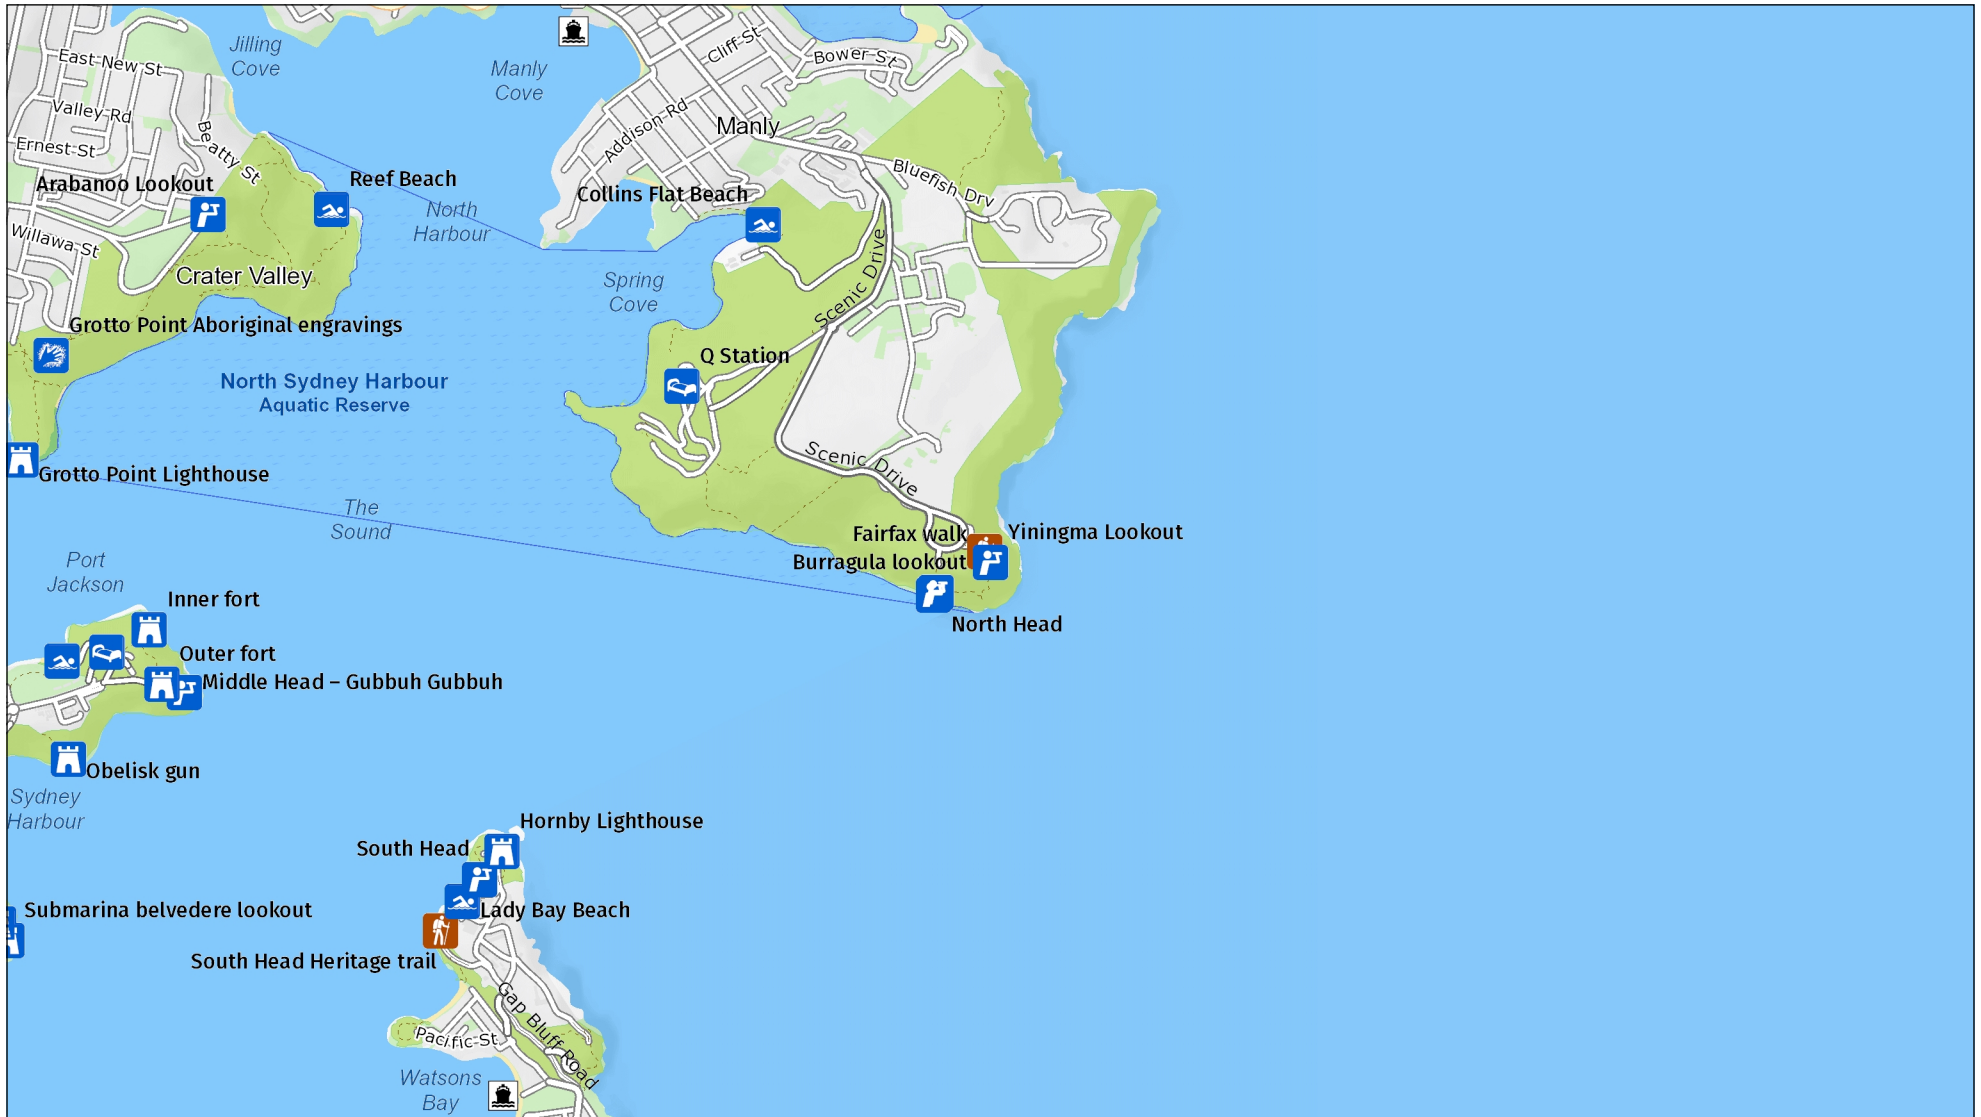 Jilling
Cove
Manly
Cove
East New St
Valley Rd
Ernest St
Beatty St
Cliff St
Bower St
Addison Rd
Manly
Bluefish Drv
Arabanoo Lookout
Reef Beach
Collins Flat Beach
North
Harbour
Willawa St
Crater Valley
Spring
Cove
Scenic Drive
Grotto Point Aboriginal engravings
Q Station
North Sydney Harbour
Aquatic Reserve
Scenic Drive
Grotto Point Lighthouse
The
Sound
Fairfax walk
Yiningma Lookout
Burragula lookout
Port
Jackson
North Head
Inner fort
Outer fort
Middle Head – Gubbuh Gubbuh
Obelisk gun
Sydney
Harbour
Hornby Lighthouse
South Head
Submarina belvedere lookout
Lady Bay Beach
South Head Heritage trail
Gap Bluff Road
Pacific St
Watsons
Bay